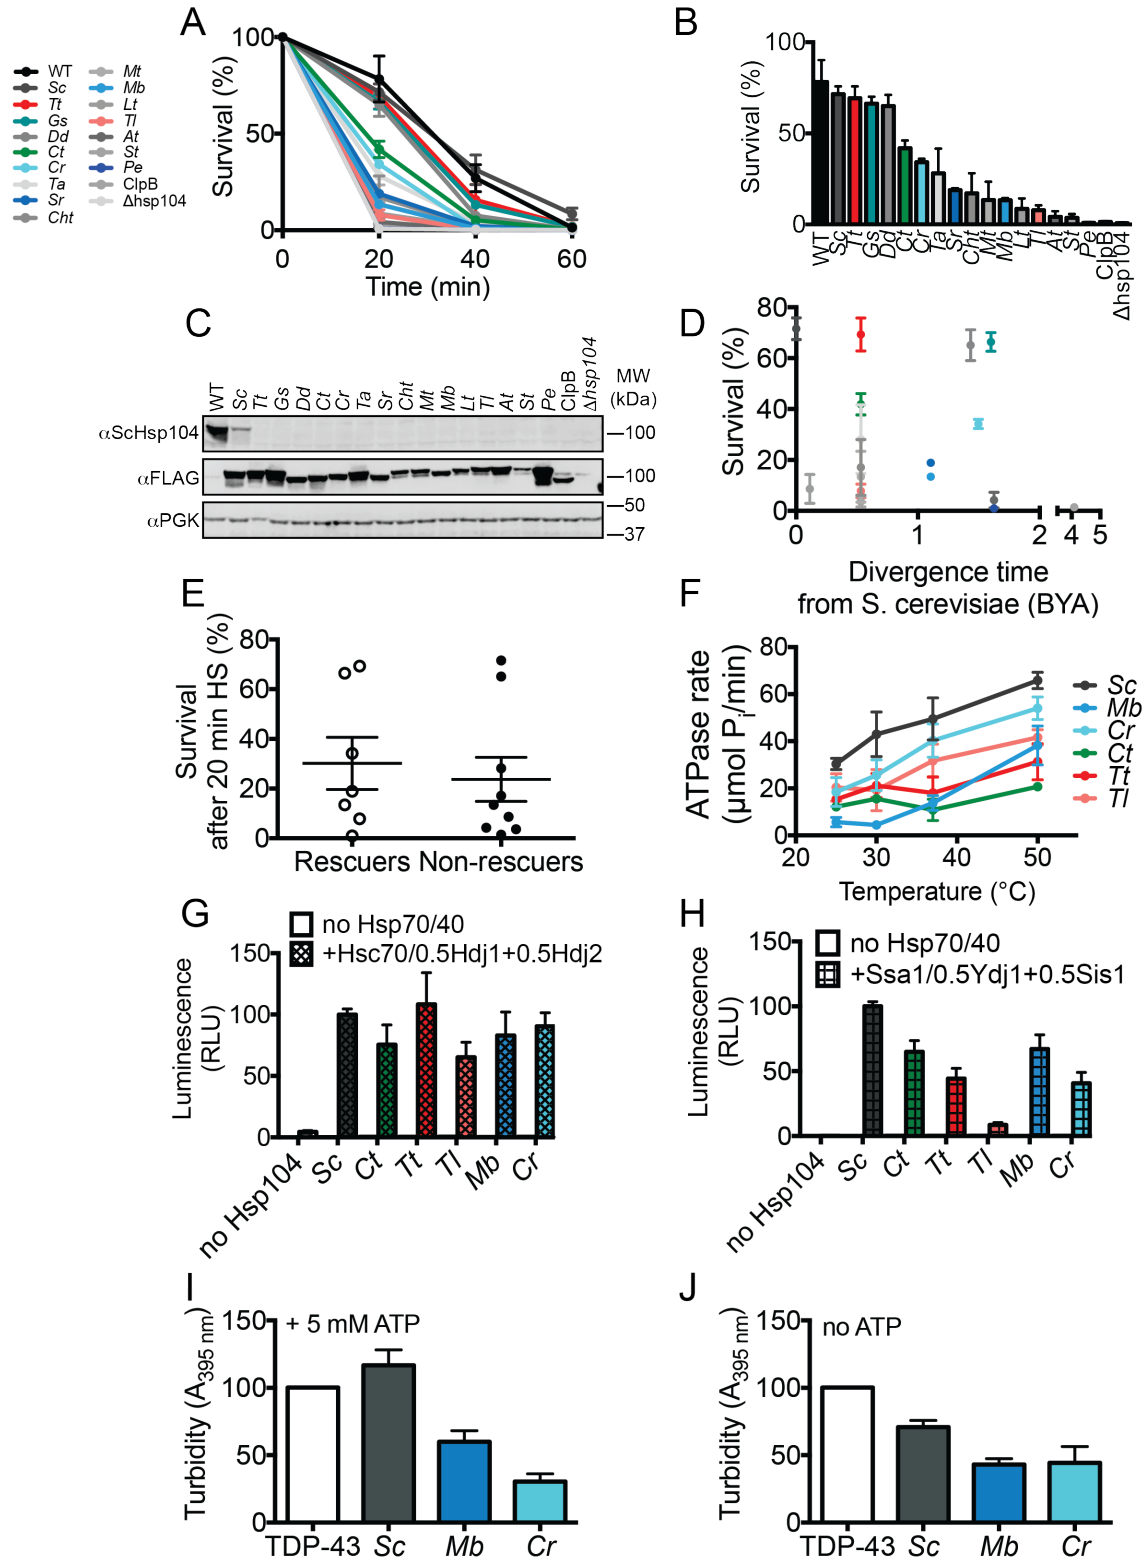 A
WT
Sc
Tt
Gs
Dd
Ct
Cr
Ta
Sr
Cht
Mt
Mb
Lt
Tl
At
St
Pe
ClpB
Δhsp104
Survival (%)
100
50
0
0 20 40 60
Time (min)
B
Survival (%)
100
50
0
WT Sc Tt Gs Dd Ct Cr Ta Sr Cht Mt Mb Lt Tl At St Pe ClpB Δhsp104
C
WT Sc Tt Gs Dd Ct Cr Ta Sr Cht Mt Mb Lt Tl At St Pe ClpB Δhsp104
MW
(kDa)
αScHsp104
100
αFLAG
100
αPGK
50
37
D
Survival (%)
80
60
40
20
0
0 1 2 4 5
Divergence time
from S. cerevisiae (BYA)
E
Survival
after 20 min HS (%)
80
60
40
20
0
Rescuers Non-rescuers
F
ATPase rate
(μmol Pi/min)
80
60
40
20
0
20 30 40 50
Temperature (°C)
Sc
Mb
Cr
Ct
Tt
Tl
G
no Hsp70/40
+Hsc70/0.5Hdj1+0.5Hdj2
Luminescence
(RLU)
150
100
50
0
no Hsp104 Sc Ct Tt Tl Mb Cr
H
no Hsp70/40
+Ssa1/0.5Ydj1+0.5Sis1
Luminescence
(RLU)
150
100
50
0
no Hsp104 Sc Ct Tt Tl Mb Cr
I
+ 5 mM ATP
Turbidity (A395 nm)
150
100
50
0
TDP-43 Sc Mb Cr
J
no ATP
Turbidity (A395 nm)
150
100
50
0
TDP-43 Sc Mb Cr